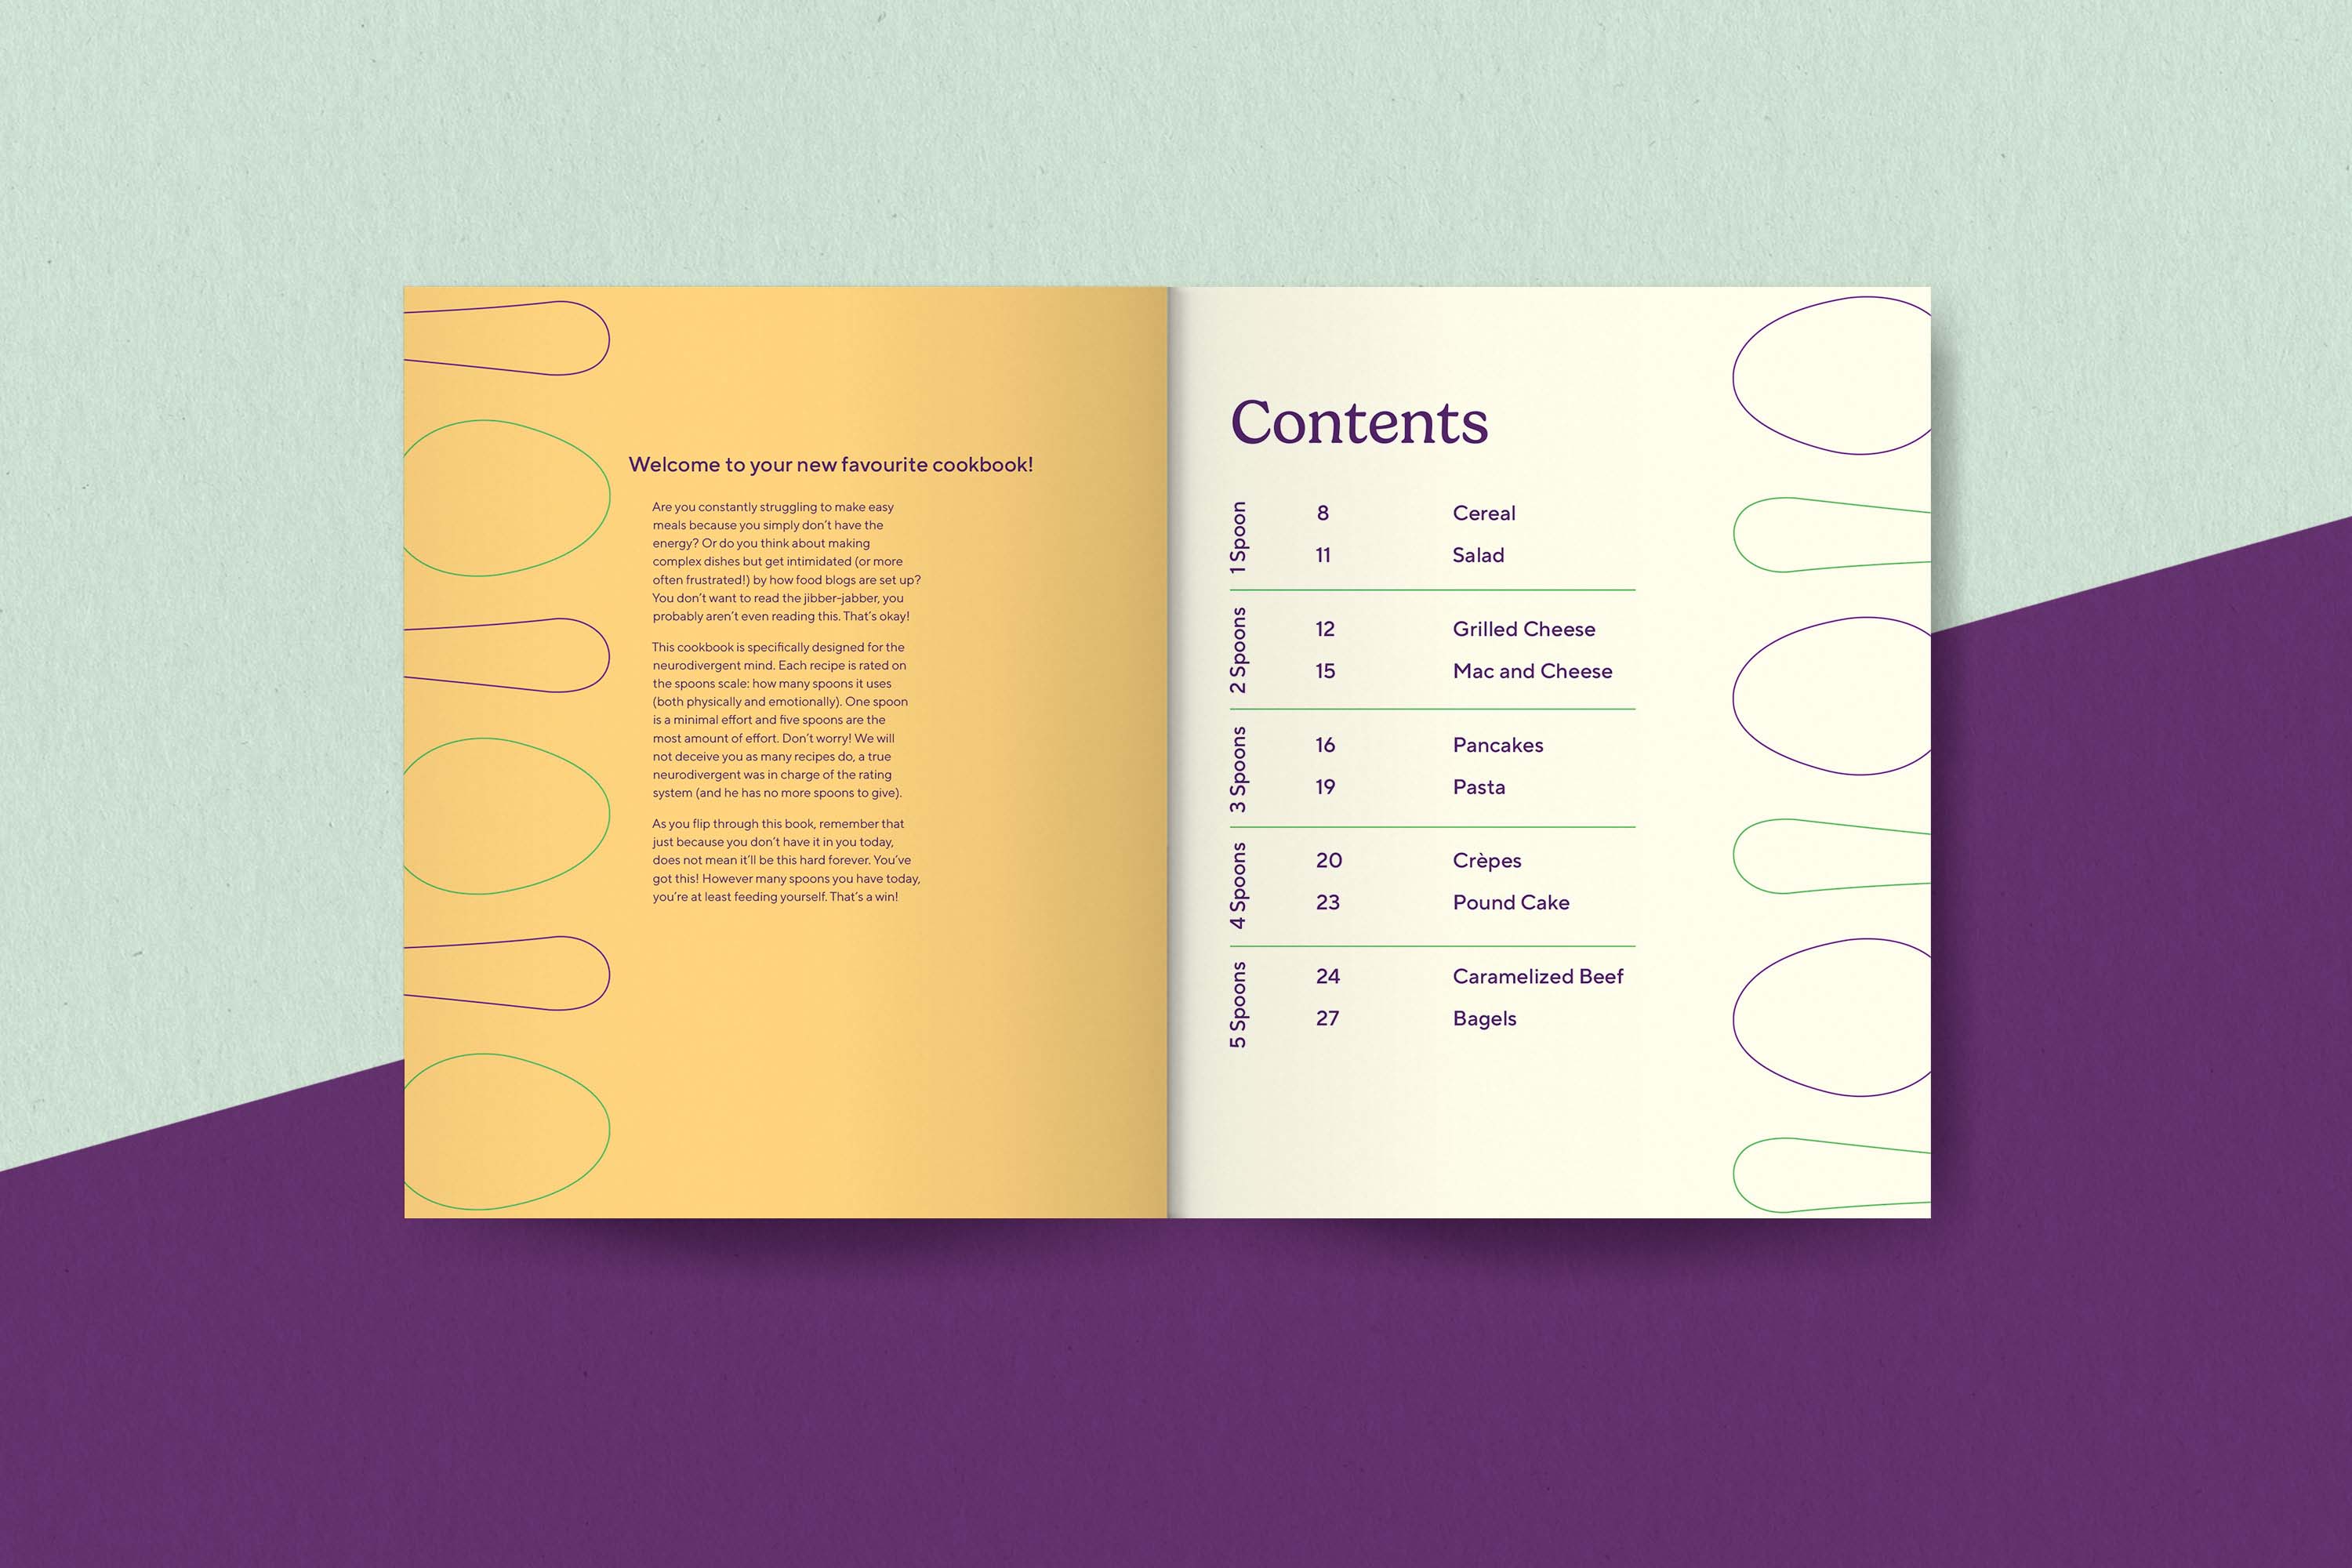 Welcome to your new favourite cookbook!
Are you constantly struggling to make easy
meals because you simply don't have the
energy? Or do you think about making
complex dishes but get intimidated (or more
often frustrated!) by how food blogs are set up?
You don't want to read the jibber-jabber, you
probably aren't even reading this. That's okay!
This cookbook is specifically designed for the
neurodivergent mind. Each recipe is rated on
the spoons scale: how many spoons it uses
(both physically and emotionally). One spoon
is a minimal effort and five spoons are the
most amount of effort. Don't worry! We will
not deceive you as many recipes do, a true
neurodivergent was in charge of the rating
system (and he has no more spoons to give).
As you flip through this book, remember that
just because you don't have it in you today,
does not mean it'll be this hard forever. You've
got this! However many spoons you have today,
you're at least feeding yourself. That's a win!
Contents
1 Spoon
8 Cereal
11 Salad
2 Spoons
12 Grilled Cheese
15 Mac and Cheese
3 Spoons
16 Pancakes
19 Pasta
4 Spoons
20 Crèpes
23 Pound Cake
5 Spoons
24 Caramelized Beef
27 Bagels